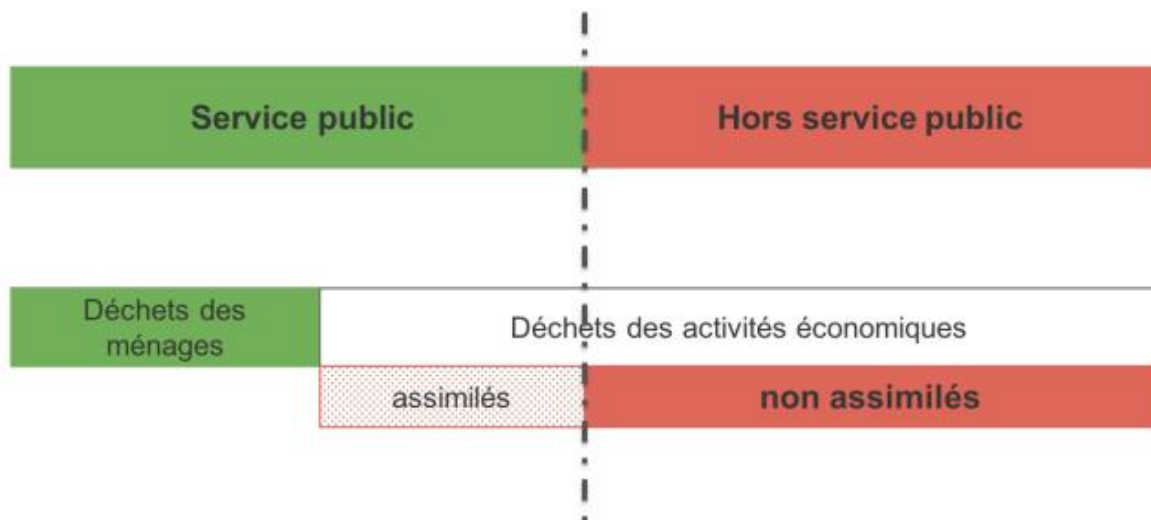 Service public
Hors service public
Déchets des
ménages
Déchets des activités économiques
assimilés
non assimilés